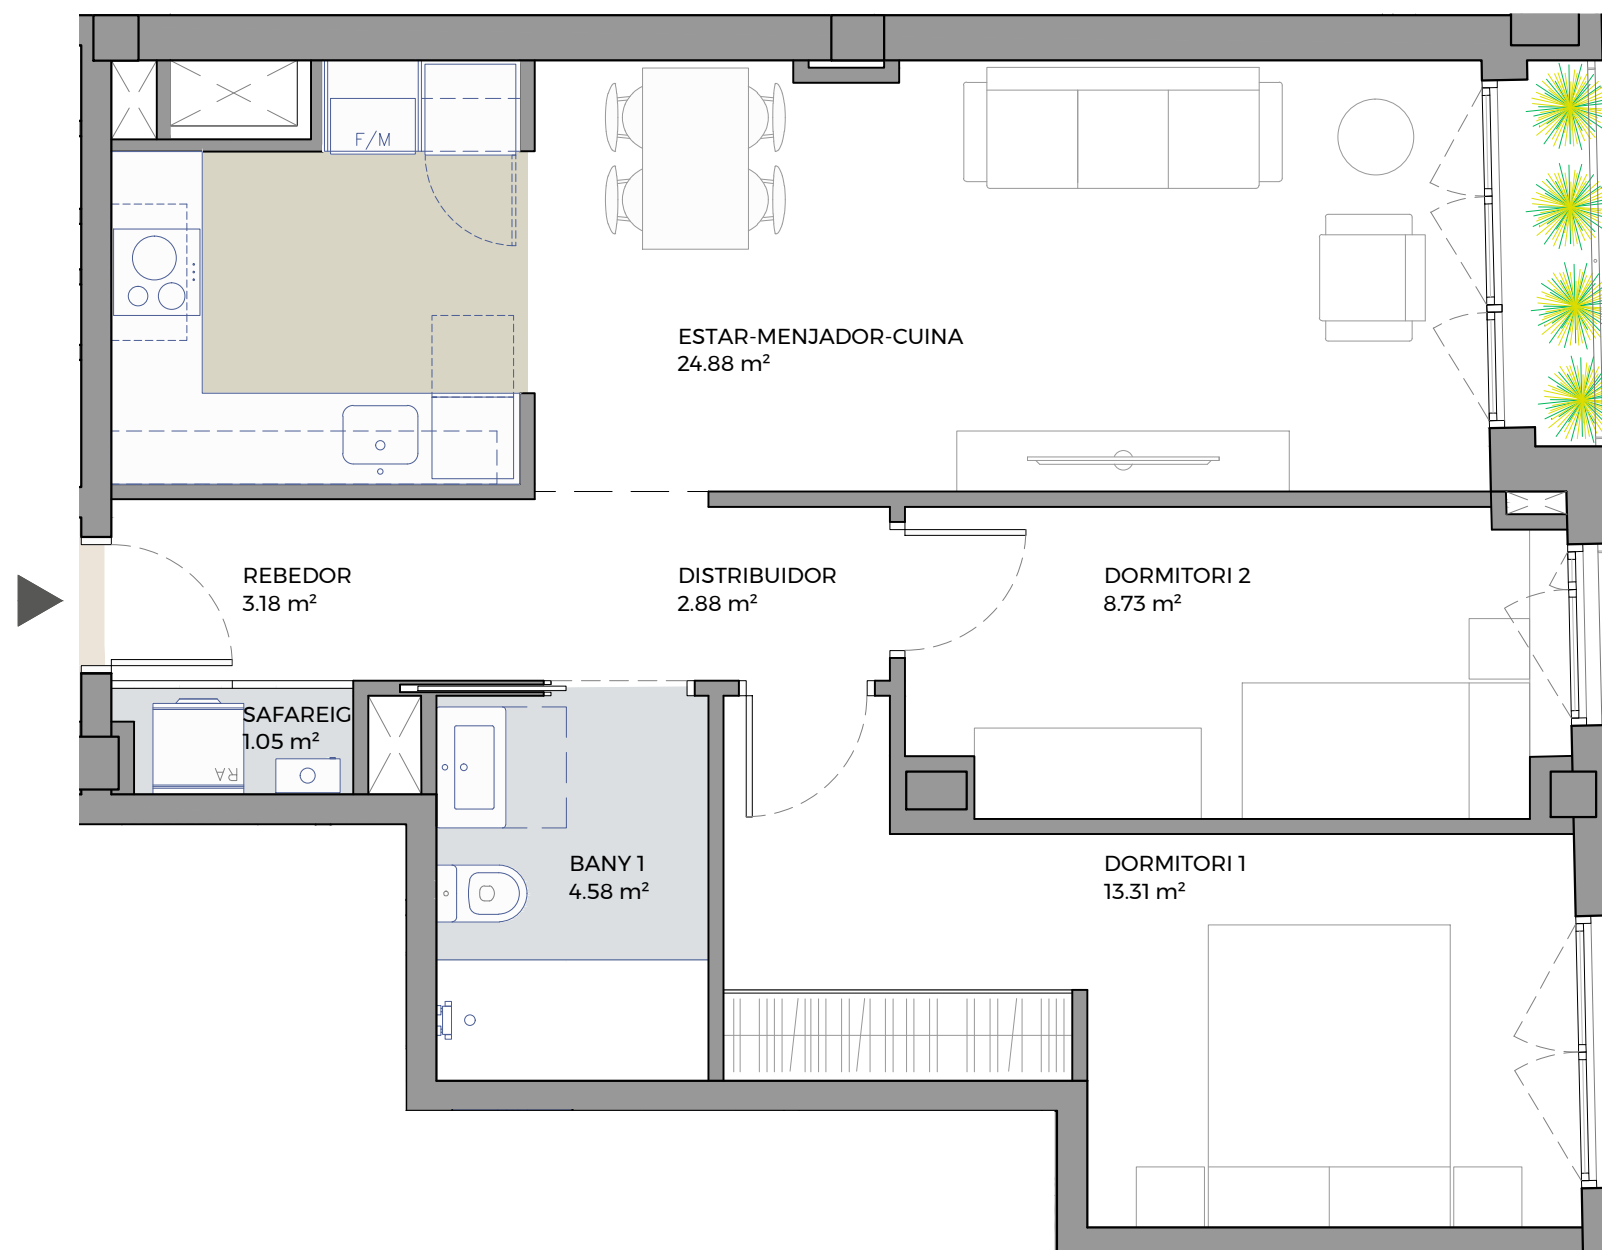 F/M
ESTAR-MENJADOR-CUINA
24.88 m²
REBEDOR
3.18 m²
DISTRIBUIDOR
2.88 m²
DORMITORI 2
8.73 m²
SAFAREIG
1.05 m²
RA
BANY 1
4.58 m²
DORMITORI 1
13.31 m²